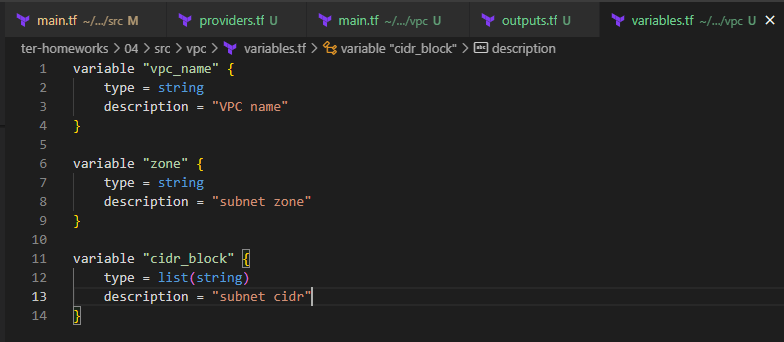 main.tf ~/.../src M providers.tf U main.tf ~/.../vpc U outputs.tf U variables.tf ~/.../vpc U
ter-homeworks > 04 > src > vpc > variables.tf > variable "cidr_block" > abc description
1 variable "vpc_name" {
2 type = string
3 description = "VPC name"
4 }
5
6 variable "zone" {
7 type = string
8 description = "subnet zone"
9 }
10
11 variable "cidr_block" {
12 type = list(string)
13 description = "subnet cidr"
14 }